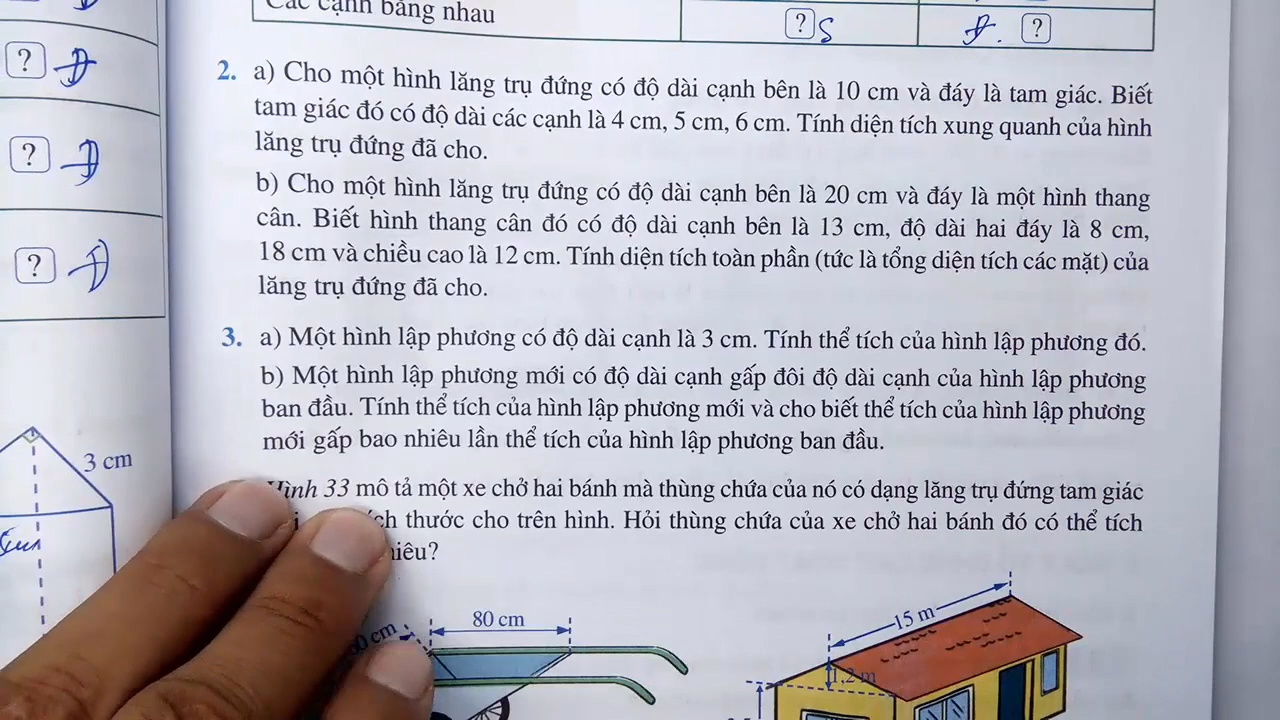 Các cạnh bằng nhau
? S
Đ. ?
? Đ
? Đ
? Đ
2. a) Cho một hình lăng trụ đứng có độ dài cạnh bên là 10 cm và đáy là tam giác. Biết
tam giác đó có độ dài các cạnh là 4 cm, 5 cm, 6 cm. Tính diện tích xung quanh của hình
lăng trụ đứng đã cho.
b) Cho một hình lăng trụ đứng có độ dài cạnh bên là 20 cm và đáy là một hình thang
cân. Biết hình thang cân đó có độ dài cạnh bên là 13 cm, độ dài hai đáy là 8 cm,
18 cm và chiều cao là 12 cm. Tính diện tích toàn phần (tức là tổng diện tích các mặt) của
lăng trụ đứng đã cho.
3. a) Một hình lập phương có độ dài cạnh là 3 cm. Tính thể tích của hình lập phương đó.
b) Một hình lập phương mới có độ dài cạnh gấp đôi độ dài cạnh của hình lập phương
ban đầu. Tính thể tích của hình lập phương mới và cho biết thể tích của hình lập phương
mới gấp bao nhiêu lần thể tích của hình lập phương ban đầu.
3 cm
Hình 33 mô tả một xe chở hai bánh mà thùng chứa của nó có dạng lăng trụ đứng tam giác
thước cho trên hình. Hỏi thùng chứa của xe chở hai bánh đó có thể tích
80 cm
cm
15 m
1,2 m